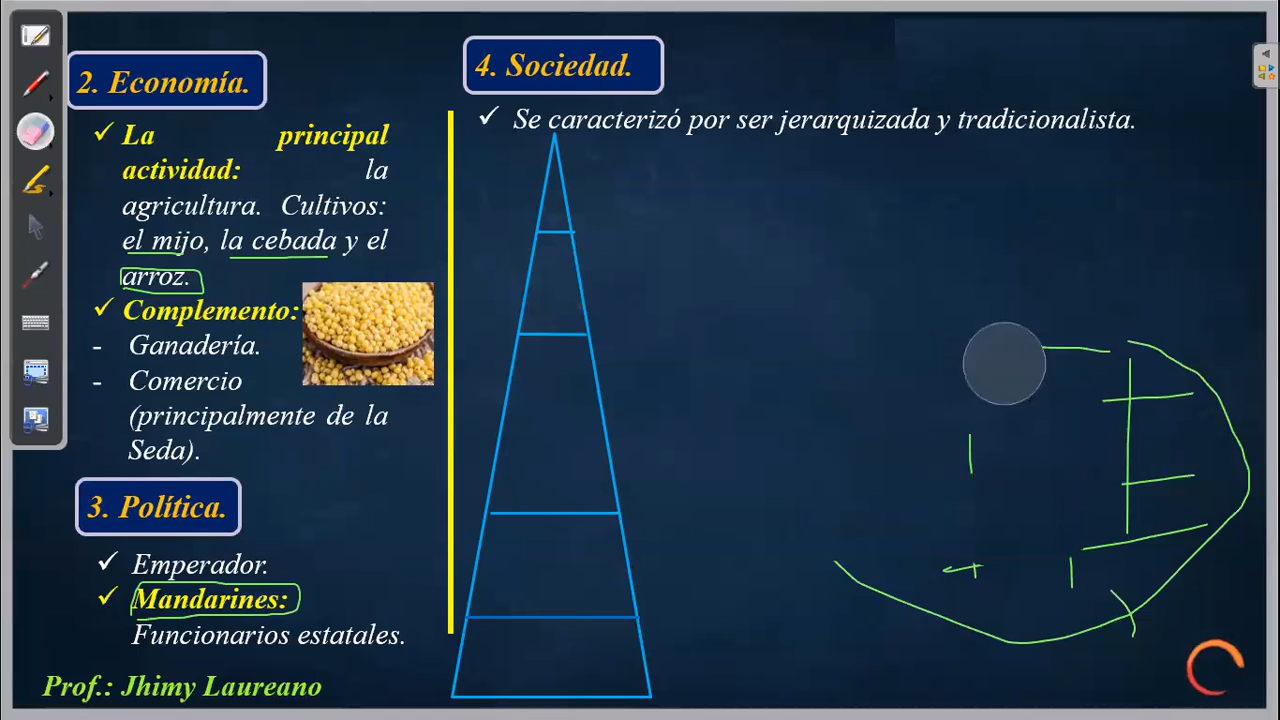 2. Economía.
✓ La principal
actividad: la
agricultura. Cultivos:
el mijo, la cebada y el
arroz.
✓ Complemento:
- Ganadería.
- Comercio
(principalmente de la
Seda).
3. Política.
✓ Emperador.
✓ Mandarines:
Funcionarios estatales.
Prof.: Jhimy Laureano
4. Sociedad.
✓ Se caracterizó por ser jerarquizada y tradicionalista.